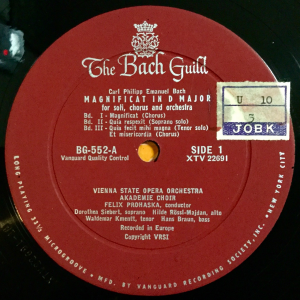 The Bach Guild
Carl Philipp Emanuel Bach
MAGNIFICAT IN D MAJOR
for soli, chorus and orchestra
Bd. I - Magnificat (Chorus)
Bd. II - Quia respexit (Soprano solo)
Bd. III - Quia fecit mihi magna (Tenor solo)
Et misericordia (Chorus)
U 10
3
JOBK
BG-552-A
Vanguard Quality Control
SIDE 1
XTV 22691
VIENNA STATE OPERA ORCHESTRA
AKADEMIE CHOIR
FELIX PROHASKA, conductor
Dorothea Siebert, soprano Hilde Rössl-Majdan, alto
Waldemar Kmentt, tenor Hans Braun, bass
Recorded in Europe
Copyright VRSI
LONG PLAYING 33⅓ MICROGROOVE • MFG. BY VANGUARD RECORDING SOCIETY, INC., NEW YORK CITY